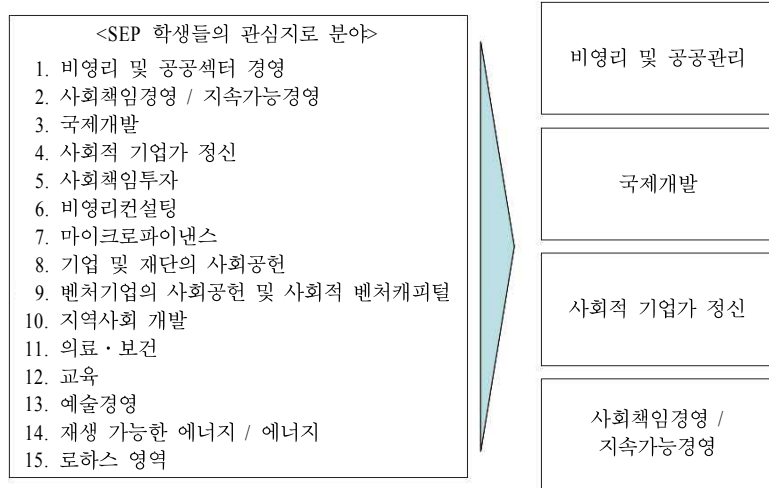 <SEP 학생들의 관심지로 분야>
1. 비영리 및 공공섹터 경영
2. 사회책임경영 / 지속가능경영
3. 국제개발
4. 사회적 기업가 정신
5. 사회책임투자
6. 비영리컨설팅
7. 마이크로파이낸스
8. 기업 및 재단의 사회공헌
9. 벤처기업의 사회공헌 및 사회적 벤처캐피털
10. 지역사회 개발
11. 의료・보건
12. 교육
13. 예술경영
14. 재생 가능한 에너지 / 에너지
15. 로하스 영역
비영리 및 공공관리
국제개발
사회적 기업가 정신
사회책임경영 /
지속가능경영